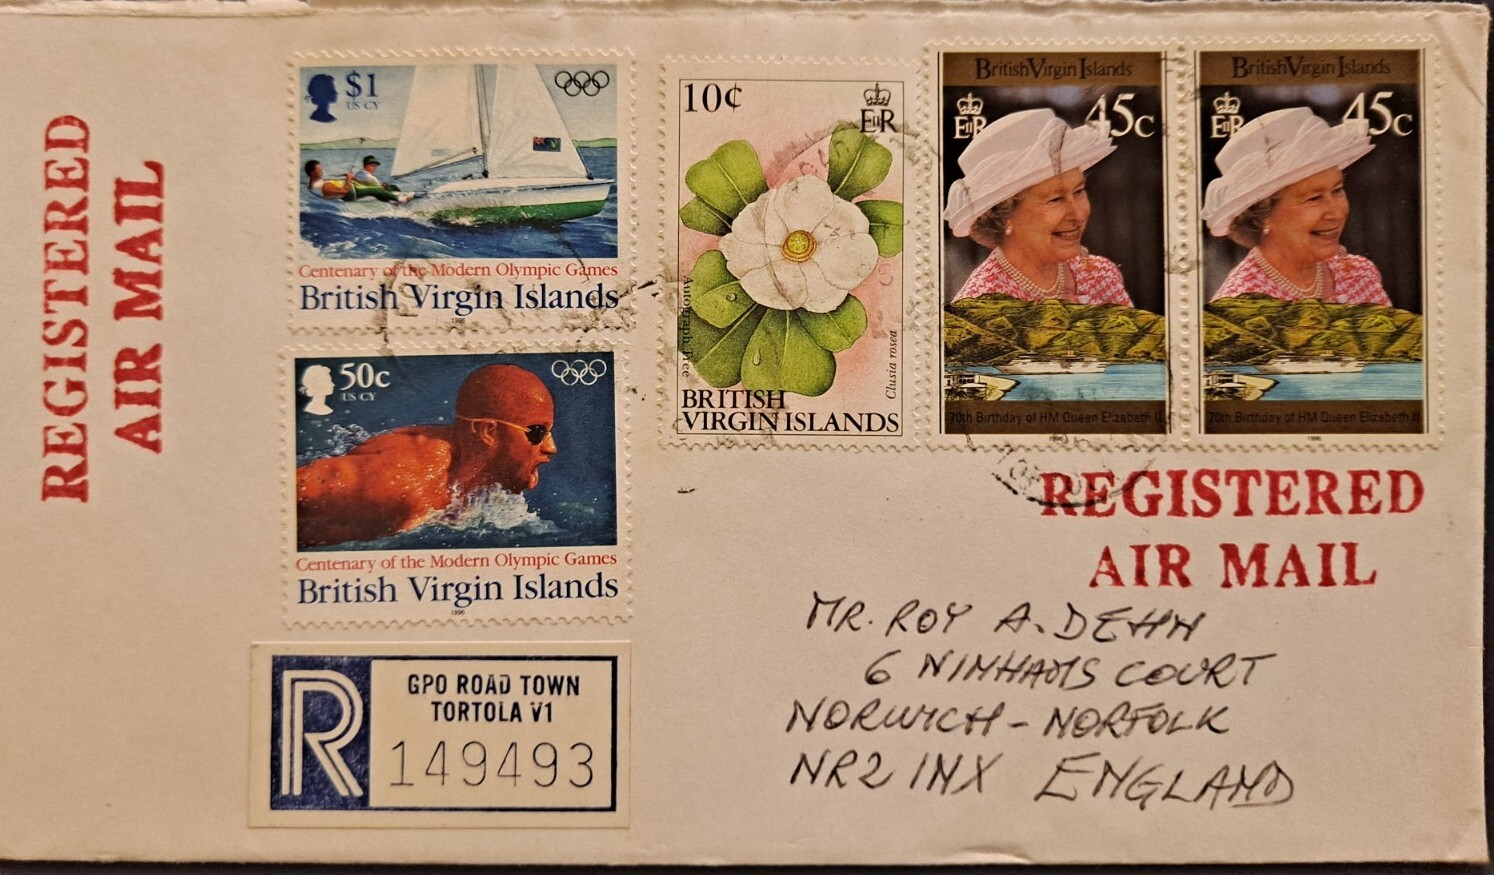 REGISTERED
AIR MAIL
$1
US CY
Centenary of the Modern Olympic Games
British Virgin Islands
1996
50c
US CY
Centenary of the Modern Olympic Games
British Virgin Islands
1996
10¢
EIIR
Autograph Tree
Clusia rosea
BRITISH
VIRGIN ISLANDS
British Virgin Islands
EIIR
45c
70th Birthday of HM Queen Elizabeth II
1996
British Virgin Islands
EIIR
45c
70th Birthday of HM Queen Elizabeth II
1996
REGISTERED
AIR MAIL
MR. ROY A. DEHN
6 NINHAMS COURT
NORWICH - NORFOLK
NR2 1NX ENGLAND
R
GPO ROAD TOWN
TORTOLA V1
149493